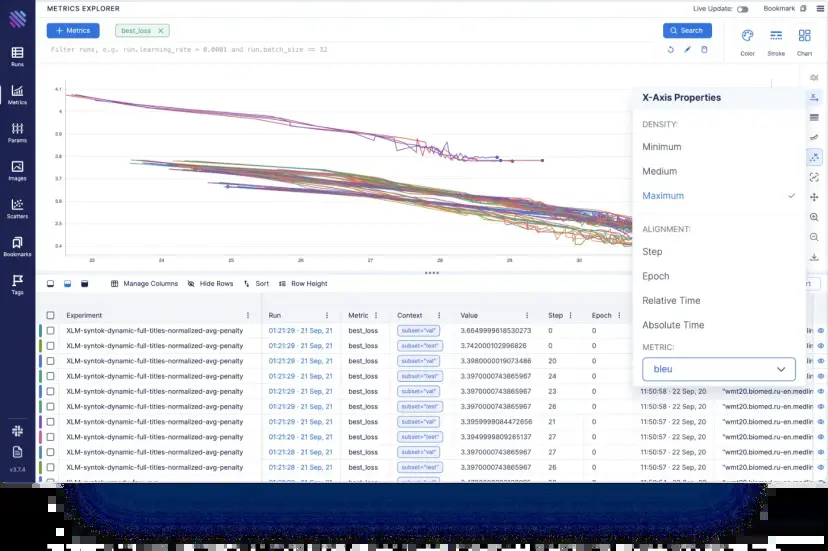 METRICS EXPLORER
Live Update:
Bookmark
+ Metrics
best_loss ×
Search
Filter runs, e.g. run.learning_rate > 0.0001 and run.batch_size == 32
Color
Stroke
Chart
Runs
Metrics
Params
Images
Scatters
Bookmarks
Tags
v3.7.4
4.1
4
3.9
3.8
3.7
3.6
3.5
3.4
23
25
26
27
28
29
30
X-Axis Properties
DENSITY:
Minimum
Medium
Maximum
ALIGNMENT:
Step
Epoch
Relative Time
Absolute Time
METRIC:
bleu
Manage Columns
Hide Rows
Sort
Row Height
Experiment Run Metric Context Value Step Epoch
XLM-syntok-dynamic-full-titles-normalized-avg-penalty 01:21:29 · 21 Sep, 21 best_loss subset="val" 3.6649999618530273 0 0
XLM-syntok-dynamic-full-titles-normalized-avg-penalty 01:21:29 · 21 Sep, 21 best_loss subset="test" 3.742000102996826 0 0
XLM-syntok-dynamic-full-titles-normalized-avg-penalty 01:21:29 · 21 Sep, 21 best_loss subset="val" 3.3980000019073486 20 0
XLM-syntok-dynamic-full-titles-normalized-avg-penalty 01:21:29 · 21 Sep, 21 best_loss subset="test" 3.3970000743865967 24 0
XLM-syntok-dynamic-full-titles-normalized-avg-penalty 01:21:29 · 21 Sep, 21 best_loss subset="val" 3.3970000743865967 23 0 11:50:58 · 22 Sep, 20 "wmt20.biomed.ru-en.medlin
XLM-syntok-dynamic-full-titles-normalized-avg-penalty 01:21:29 · 21 Sep, 21 best_loss subset="test" 3.3970000743865967 26 0 11:50:58 · 22 Sep, 20 "wmt20.biomed.ru-en.medlin
XLM-syntok-dynamic-full-titles-normalized-avg-penalty 01:21:29 · 21 Sep, 21 best_loss subset="val" 3.3959999084472656 21 0 11:50:57 · 22 Sep, 20 "wmt20.biomed.ru-en.medlin
XLM-syntok-dynamic-full-titles-normalized-avg-penalty 01:21:29 · 21 Sep, 21 best_loss subset="test" 3.3949999809265137 27 0 11:50:57 · 22 Sep, 20 "wmt20.biomed.ru-en.medlin
XLM-syntok-dynamic-full-titles-normalized-avg-penalty 01:21:28 · 21 Sep, 21 best_loss subset="val" 3.3970000743865967 27 0 11:50:57 · 22 Sep, 20 "wmt20.biomed.ru-en.medlin
XLM-syntok-dynamic-full-titles-normalized-avg-penalty 01:21:28 · 21 Sep, 21 best_loss subset="test" 3.3970000743865967 26 0 11:50:57 · 22 Sep, 20 "wmt20.biomed.ru-en.medlin